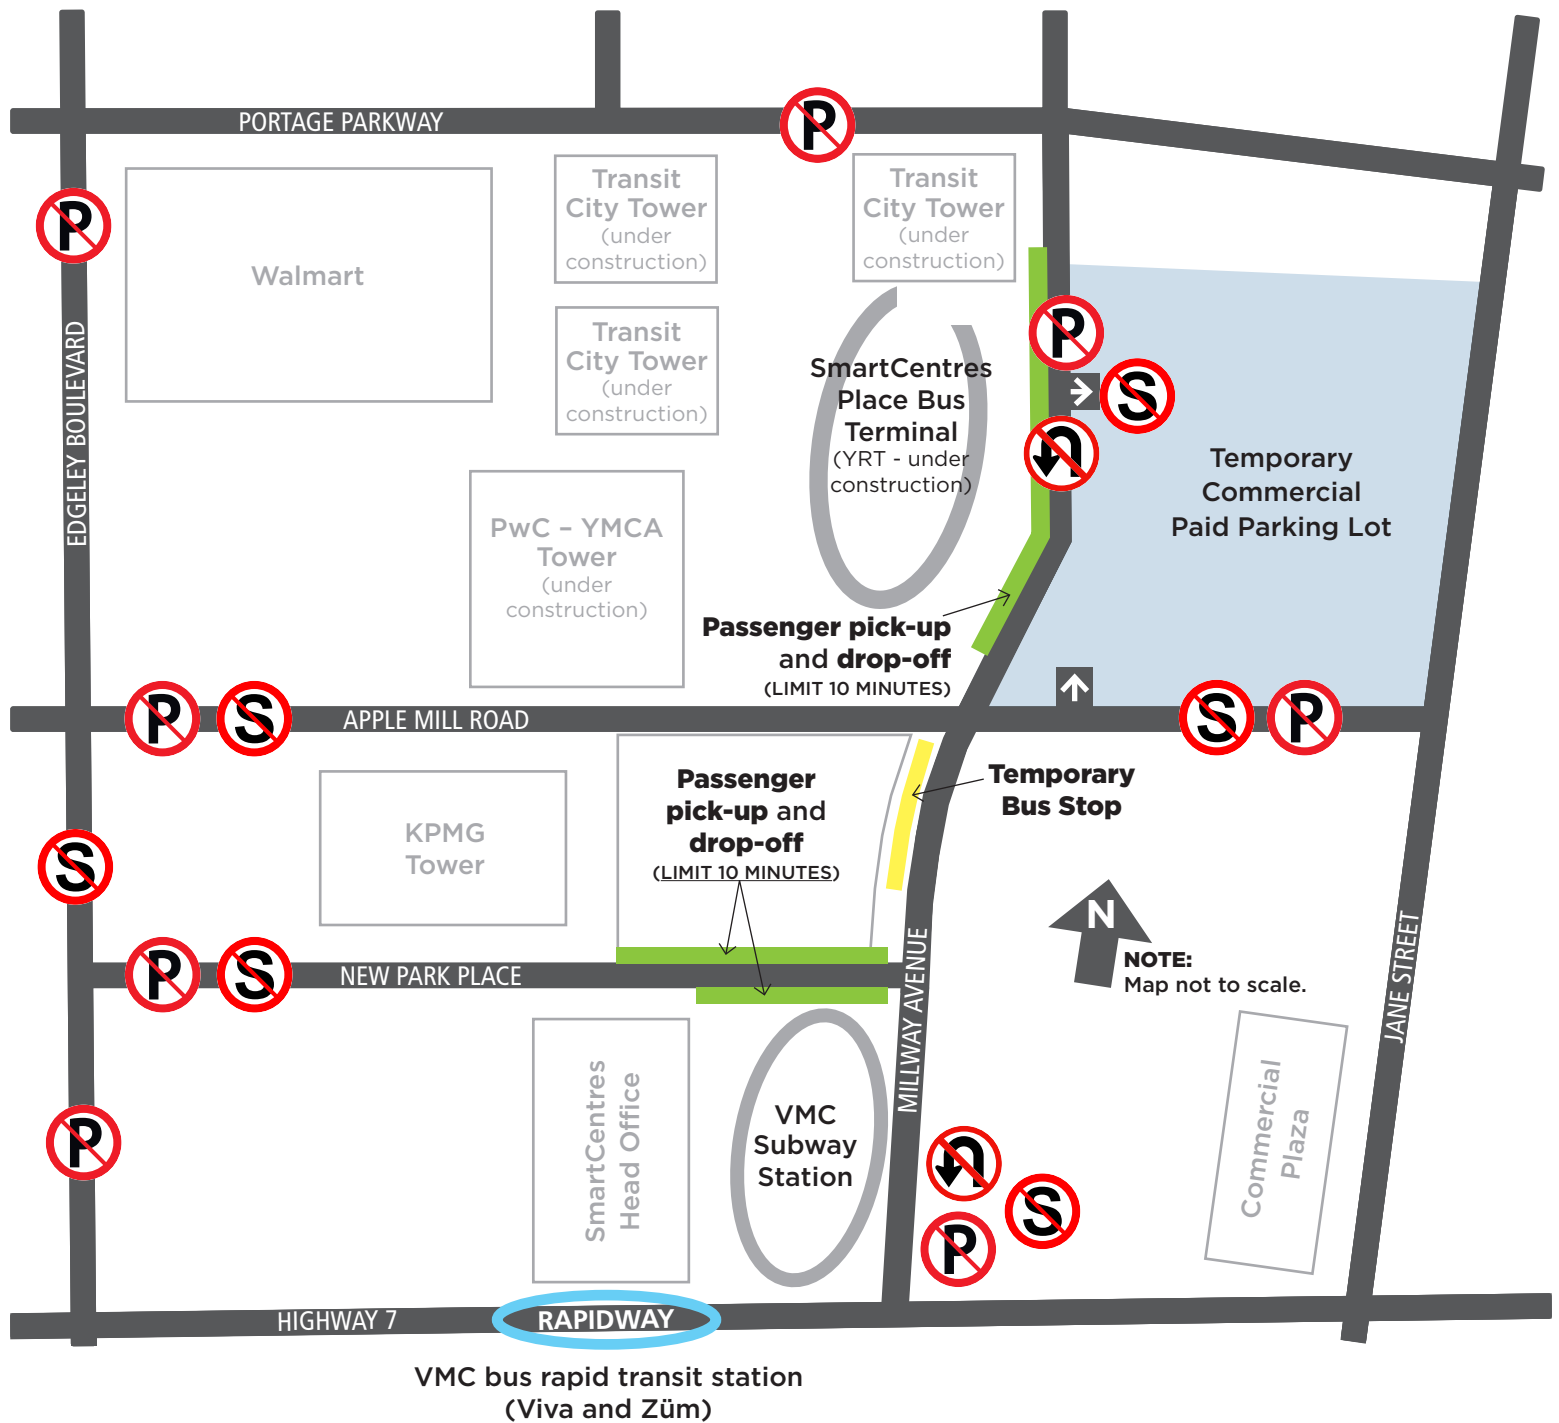 PORTAGE PARKWAY
P
Transit
City Tower
(under
construction)
Transit
City Tower
(under
construction)
P
Walmart
EDGELEY BOULEVARD
Transit
City Tower
(under
construction)
P
SmartCentres
Place Bus
Terminal
(YRT - under
construction)
S
Temporary
Commercial
Paid Parking Lot
PwC – YMCA
Tower
(under
construction)
Passenger pick-up
and drop-off
(LIMIT 10 MINUTES)
P
S
APPLE MILL ROAD
S
P
Passenger
pick-up and
drop-off
(LIMIT 10 MINUTES)
Temporary
Bus Stop
KPMG
Tower
S
N
NOTE:
Map not to scale.
P
S
NEW PARK PLACE
MILLWAY AVENUE
JANE STREET
SmartCentres
Head Office
VMC
Subway
Station
P
S
P
Commercial
Plaza
HIGHWAY 7
RAPIDWAY
VMC bus rapid transit station
(Viva and Züm)